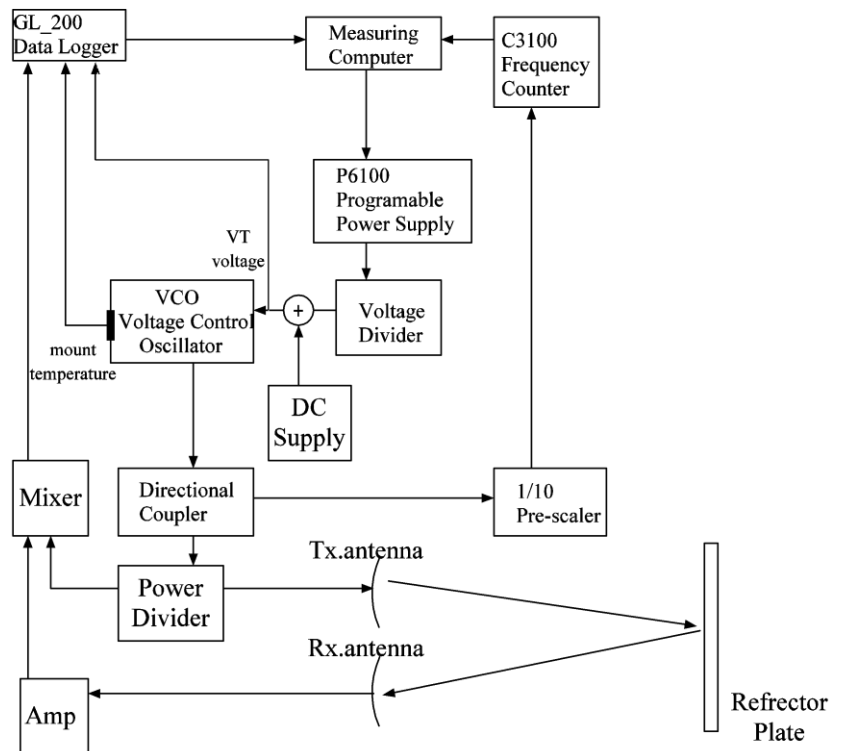 GL_200
Data Logger
Measuring
Computer
C3100
Frequency
Counter
P6100
Programable
Power Supply
VT
voltage
VCO
Voltage Control
Oscillator
+
Voltage
Divider
mount
temperature
DC
Supply
Mixer
Directional
Coupler
1/10
Pre-scaler
Tx.antenna
Power
Divider
Rx.antenna
Amp
Refrector
Plate